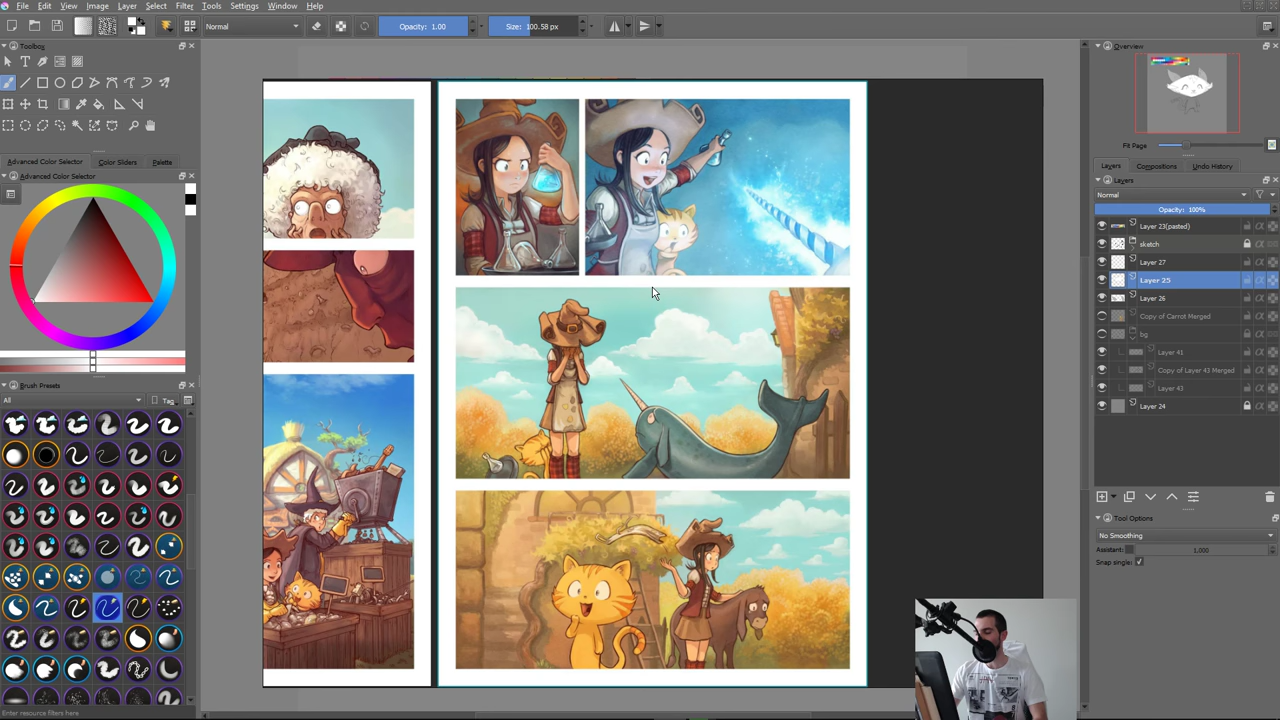 File Edit View Image Layer Select Filter Tools Settings Window Help
Normal
Opacity: 1.00
Size: 100.58 px
Toolbox
Advanced Color Selector Color Sliders Palette
Advanced Color Selector
Brush Presets
All
Tag
Enter resource filters here
Overview
Fit Page
Layers Compositions Undo History
Layers
Normal
Opacity: 100%
Layer 23(pasted)
sketch
Layer 27
Layer 25
Layer 26
Copy of Carrot Merged
bg
Layer 41
Copy of Layer 43 Merged
Layer 43
Layer 24
Tool Options
No Smoothing
Assistant: 1.000
Snap single: